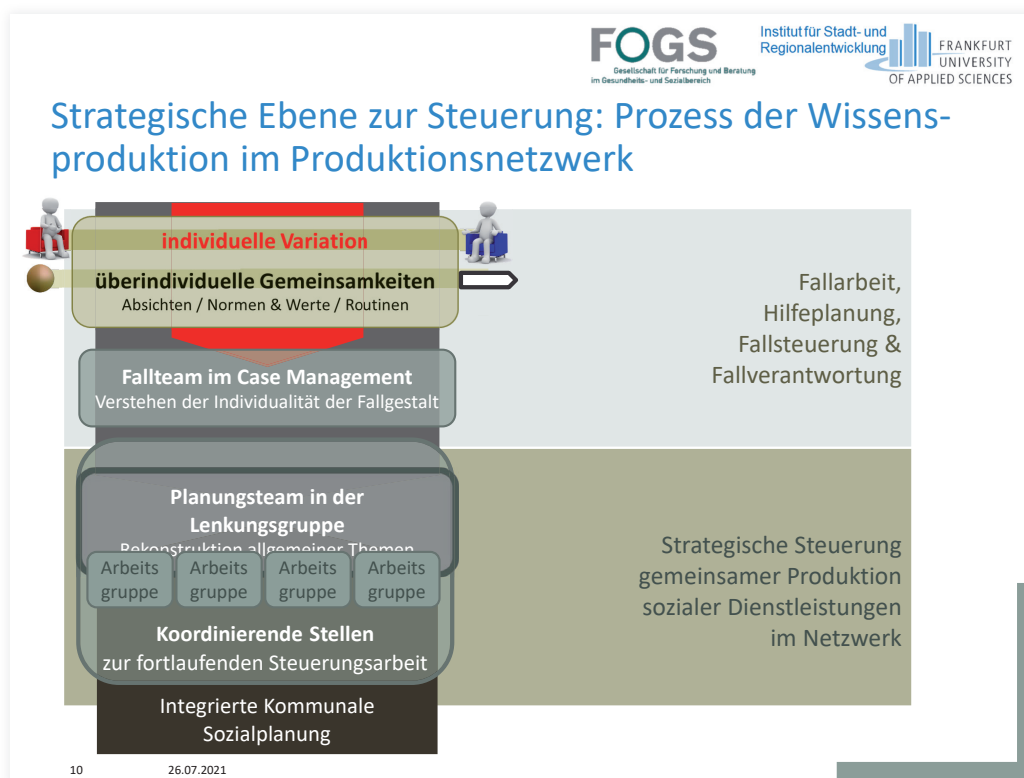 FOGS
Gesellschaft für Forschung und Beratung
im Gesundheits- und Sozialbereich
Institut für Stadt- und
Regionalentwicklung
FRANKFURT
UNIVERSITY
OF APPLIED SCIENCES
Strategische Ebene zur Steuerung: Prozess der Wissens-
produktion im Produktionsnetzwerk
individuelle Variation
überindividuelle Gemeinsamkeiten
Absichten / Normen & Werte / Routinen
Fallteam im Case Management
Verstehen der Individualität der Fallgestalt
Fallarbeit,
Hilfeplanung,
Fallsteuerung &
Fallverantwortung
Planungsteam in der
Lenkungsgruppe
Rekonstruktion allgemeiner Themen
Arbeits
gruppe
Arbeits
gruppe
Arbeits
gruppe
Arbeits
gruppe
Koordinierende Stellen
zur fortlaufenden Steuerungsarbeit
Strategische Steuerung
gemeinsamer Produktion
sozialer Dienstleistungen
im Netzwerk
Integrierte Kommunale
Sozialplanung
10 26.07.2021